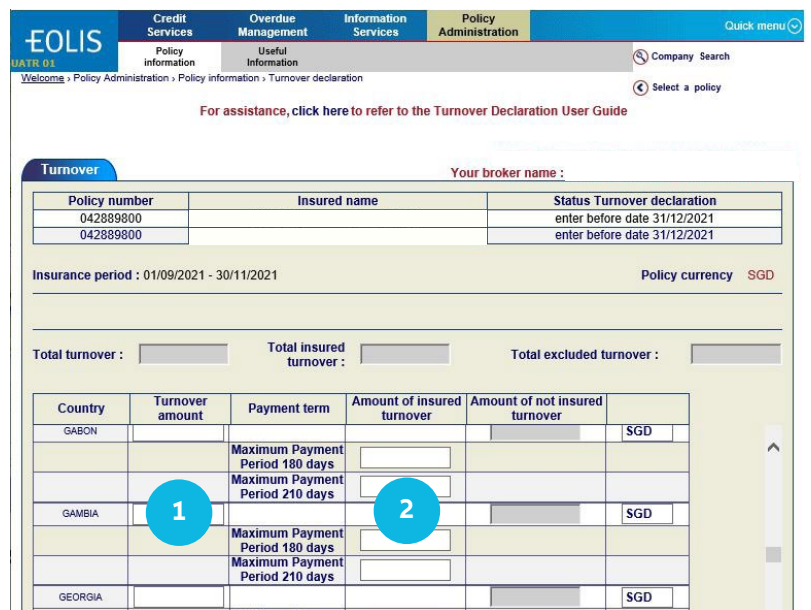 EOLIS
UATR 01
Credit Services
Overdue Management
Information Services
Policy Administration
Quick menu
Policy information
Useful Information
Company Search
Welcome › Policy Administration › Policy information › Turnover declaration
Select a policy
For assistance, click here to refer to the Turnover Declaration User Guide
Turnover
Your broker name :
Policy number Insured name Status Turnover declaration
042889800 enter before date 31/12/2021
042889800 enter before date 31/12/2021
Insurance period : 01/09/2021 - 30/11/2021 Policy currency SGD
Total turnover : Total insured turnover : Total excluded turnover :
Country Turnover amount Payment term Amount of insured turnover Amount of not insured turnover
GABON SGD
Maximum Payment Period 180 days
Maximum Payment Period 210 days
GAMBIA 1 2 SGD
Maximum Payment Period 180 days
Maximum Payment Period 210 days
GEORGIA SGD